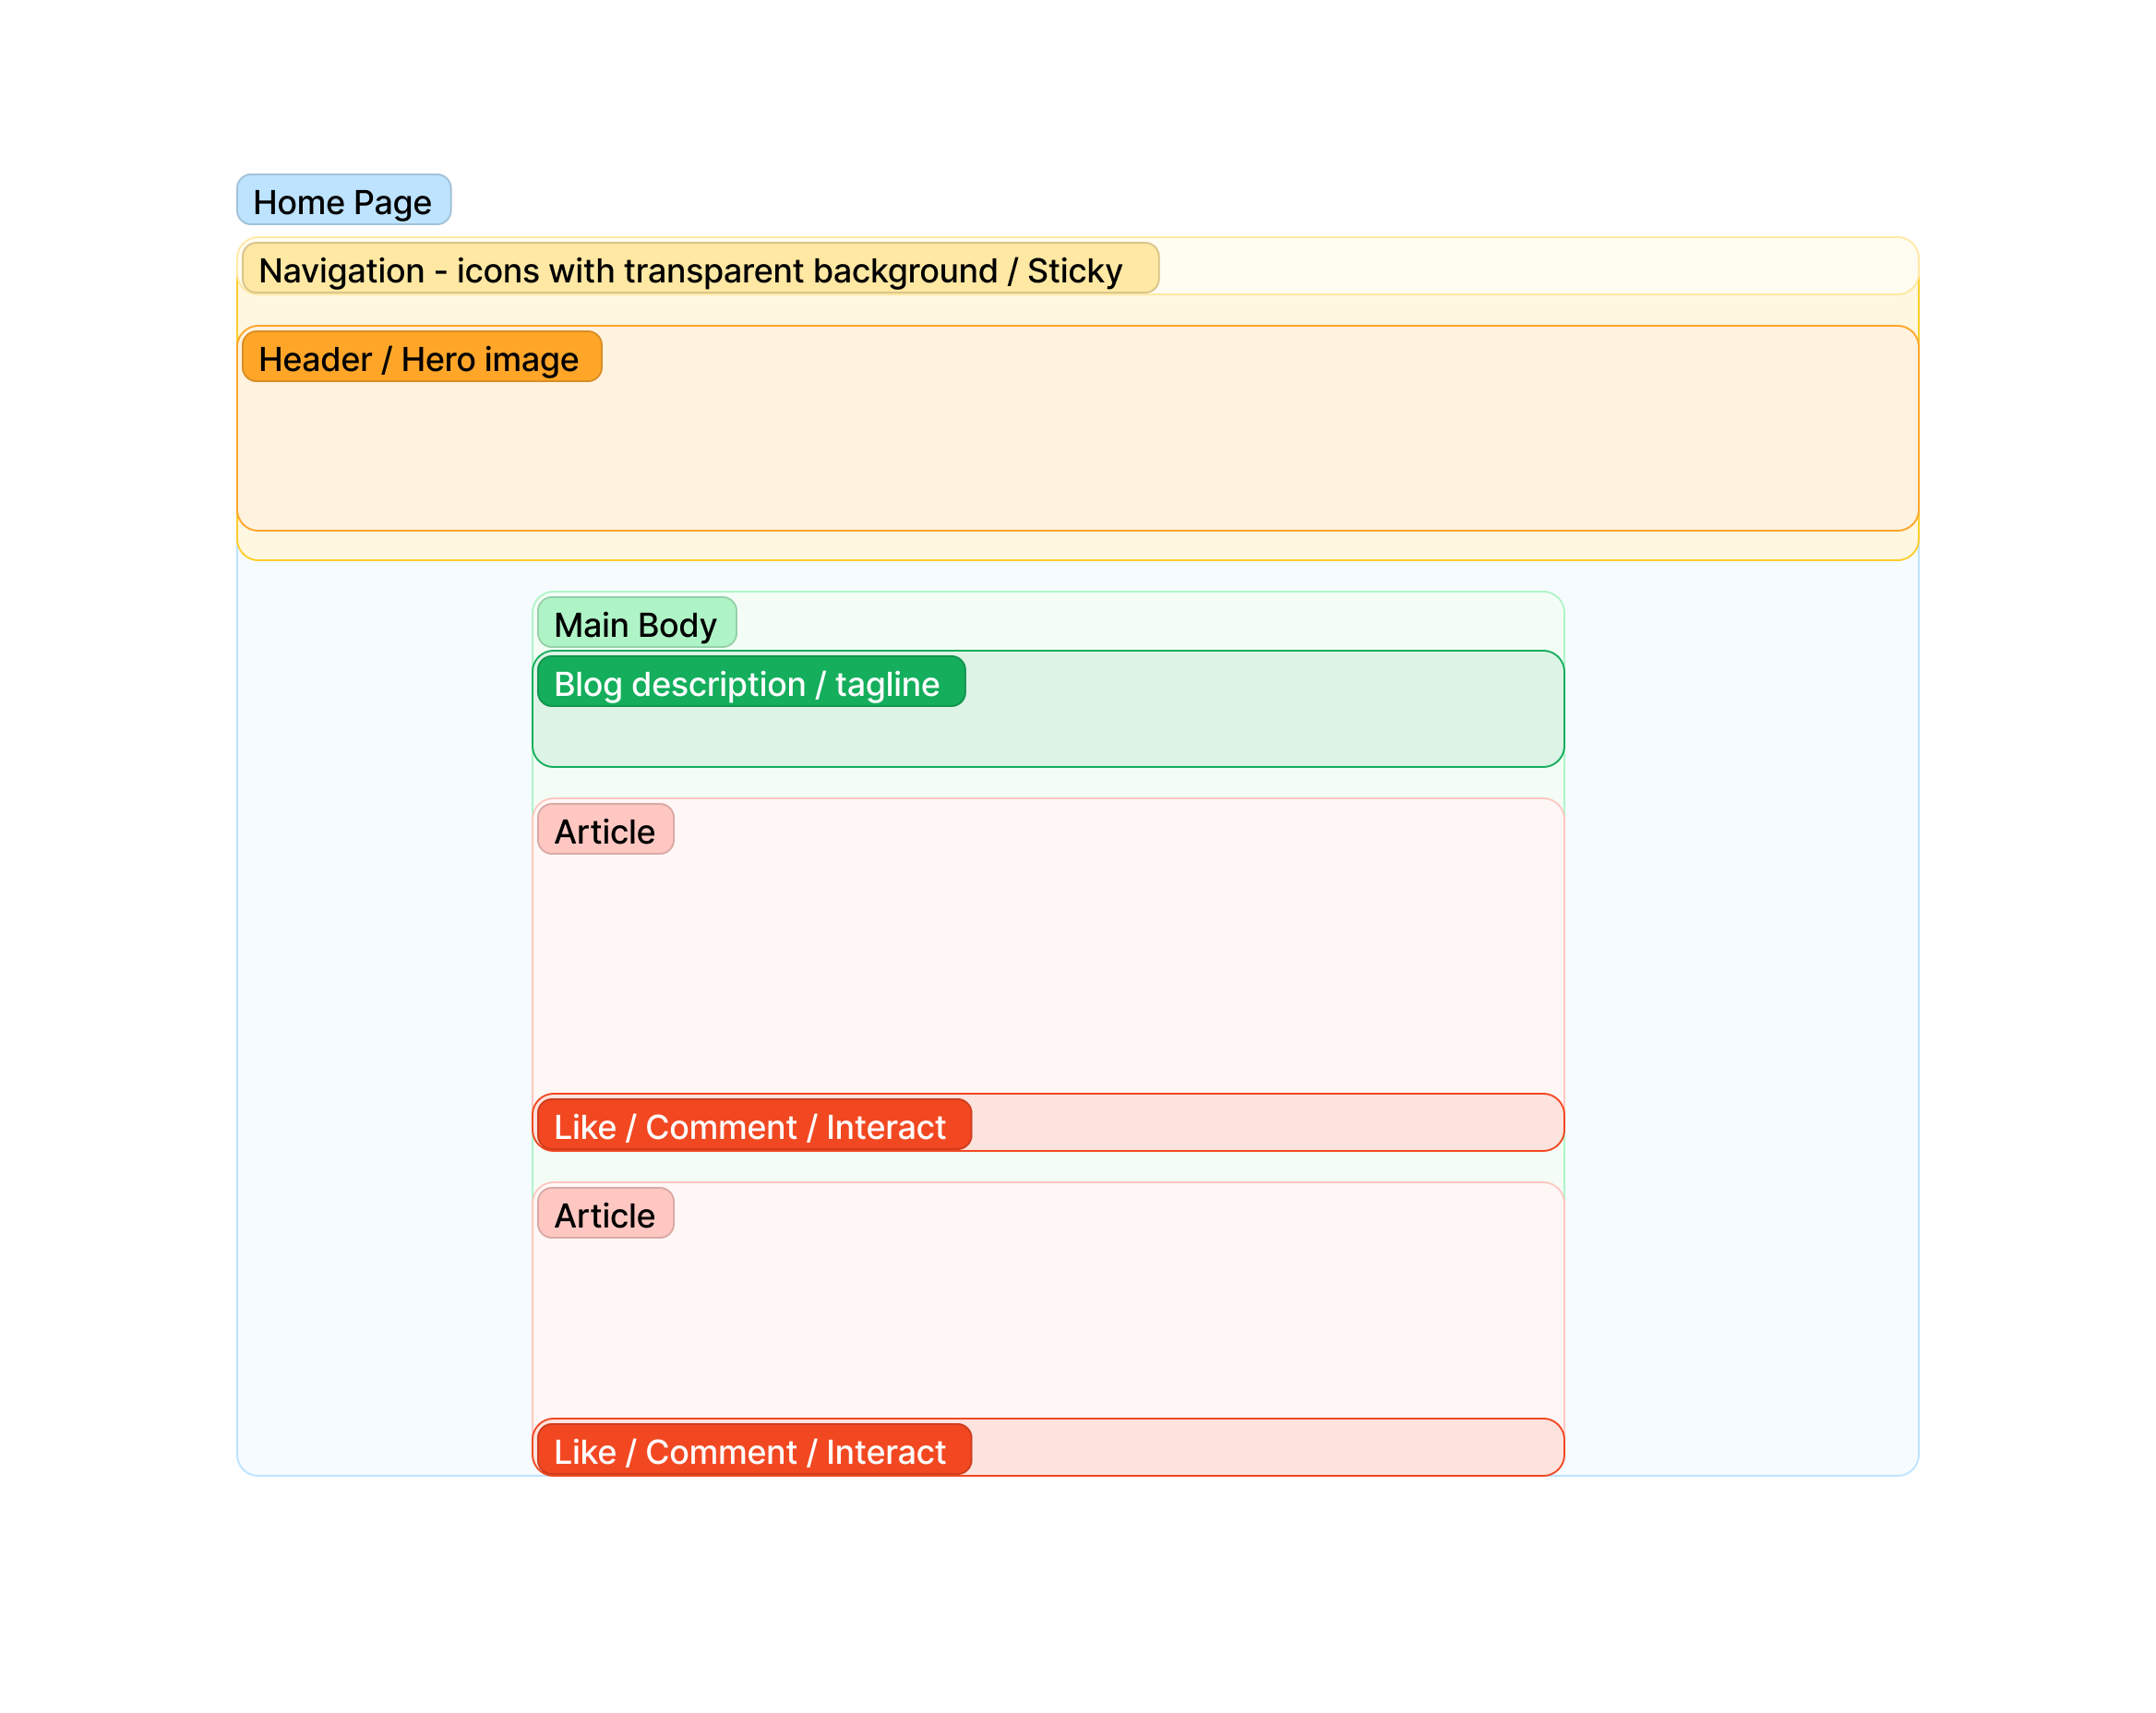 Home Page
Navigation - icons with transparent background / Sticky
Header / Hero image
Main Body
Blog description / tagline
Article
Like / Comment / Interact
Article
Like / Comment / Interact